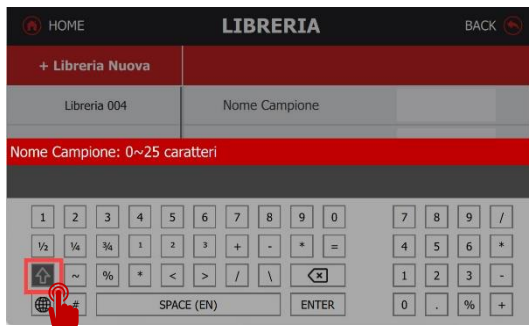 HOME LIBRERIA BACK
+ Libreria Nuova
Libreria 004 Nome Campione
Nome Campione: 0~25 caratteri
1 2 3 4 5 6 7 8 9 0 7 8 9 /
½ ¼ ¾ ¹ ² ³ + - * = 4 5 6 *
~ % * < > / \ 1 2 3 -
# SPACE (EN) ENTER 0 . % +